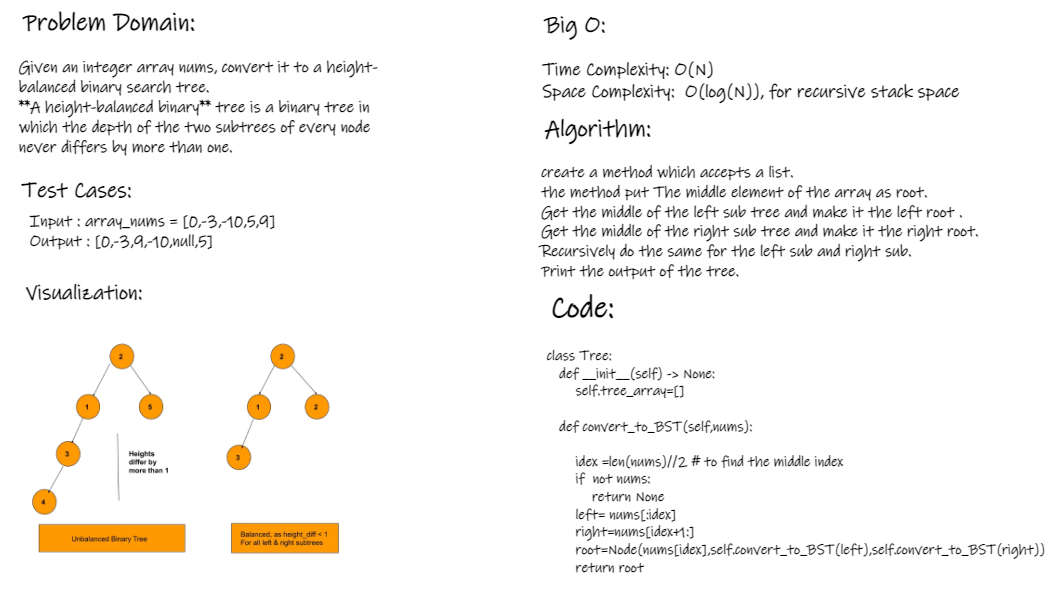 Problem Domain:
Given an integer array nums, convert it to a height-
balanced binary search tree.
**A height-balanced binary** tree is a binary tree in
which the depth of the two subtrees of every node
never differs by more than one.
Test Cases:
Input : array_nums = [0,-3,-10,5,9]
Output : [0,-3,9,-10,null,5]
Visualization:
2
1
5
3
4
Heights
differ by
more than 1
Unbalanced Binary Tree
2
1
2
3
Balanced, as height_diff < 1
For all left & right subtrees
Big O:
Time Complexity: O(N)
Space Complexity: O(log(N)), for recursive stack space
Algorithm:
create a method which accepts a list.
the method put The middle element of the array as root.
Get the middle of the left sub tree and make it the left root .
Get the middle of the right sub tree and make it the right root.
Recursively do the same for the left sub and right sub.
Print the output of the tree.
Code:
class Tree:
def __init__(self) -> None:
self.tree_array=[]
def convert_to_BST(self,nums):
idex =len(nums)//2 # to find the middle index
if not nums:
return None
left= nums[:idex]
right=nums[idex+1:]
root=Node(nums[idex],self.convert_to_BST(left),self.convert_to_BST(right))
return root